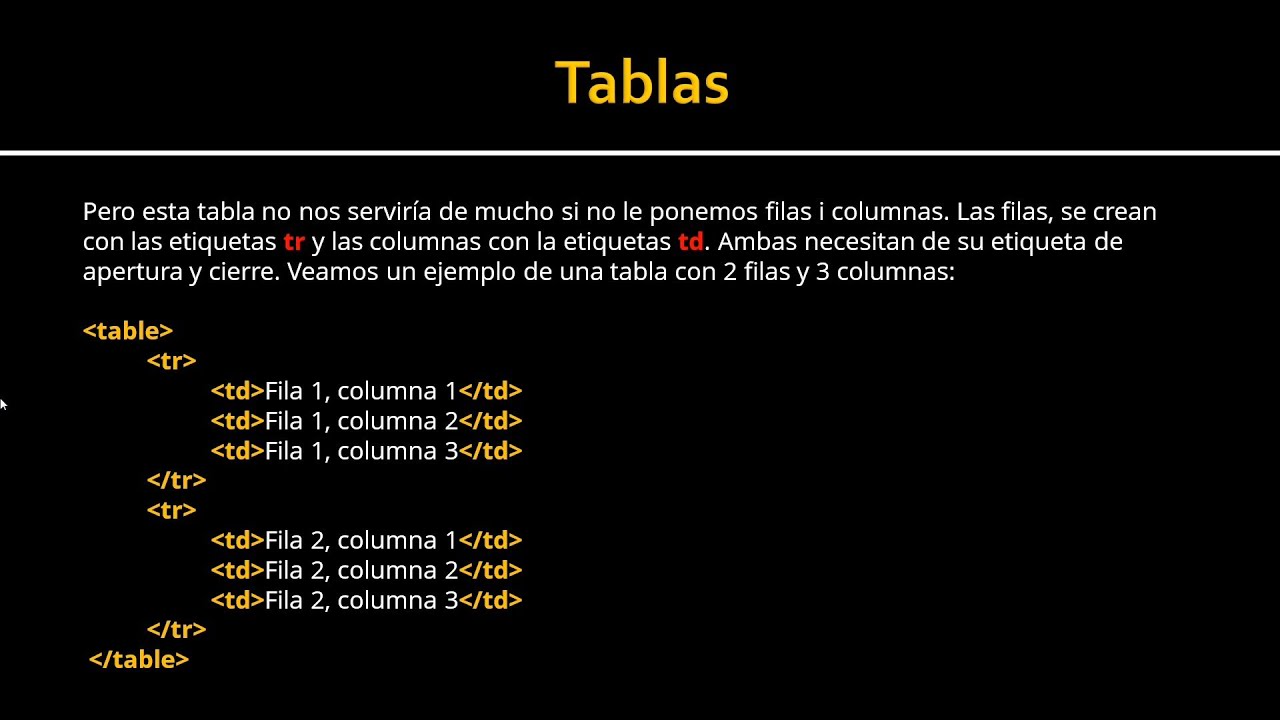 Tablas
Pero esta tabla no nos serviría de mucho si no le ponemos filas i columnas. Las filas, se crean
con las etiquetas tr y las columnas con la etiquetas td. Ambas necesitan de su etiqueta de
apertura y cierre. Veamos un ejemplo de una tabla con 2 filas y 3 columnas:
<table>
<tr>
<td>Fila 1, columna 1</td>
<td>Fila 1, columna 2</td>
<td>Fila 1, columna 3</td>
</tr>
<tr>
<td>Fila 2, columna 1</td>
<td>Fila 2, columna 2</td>
<td>Fila 2, columna 3</td>
</tr>
</table>